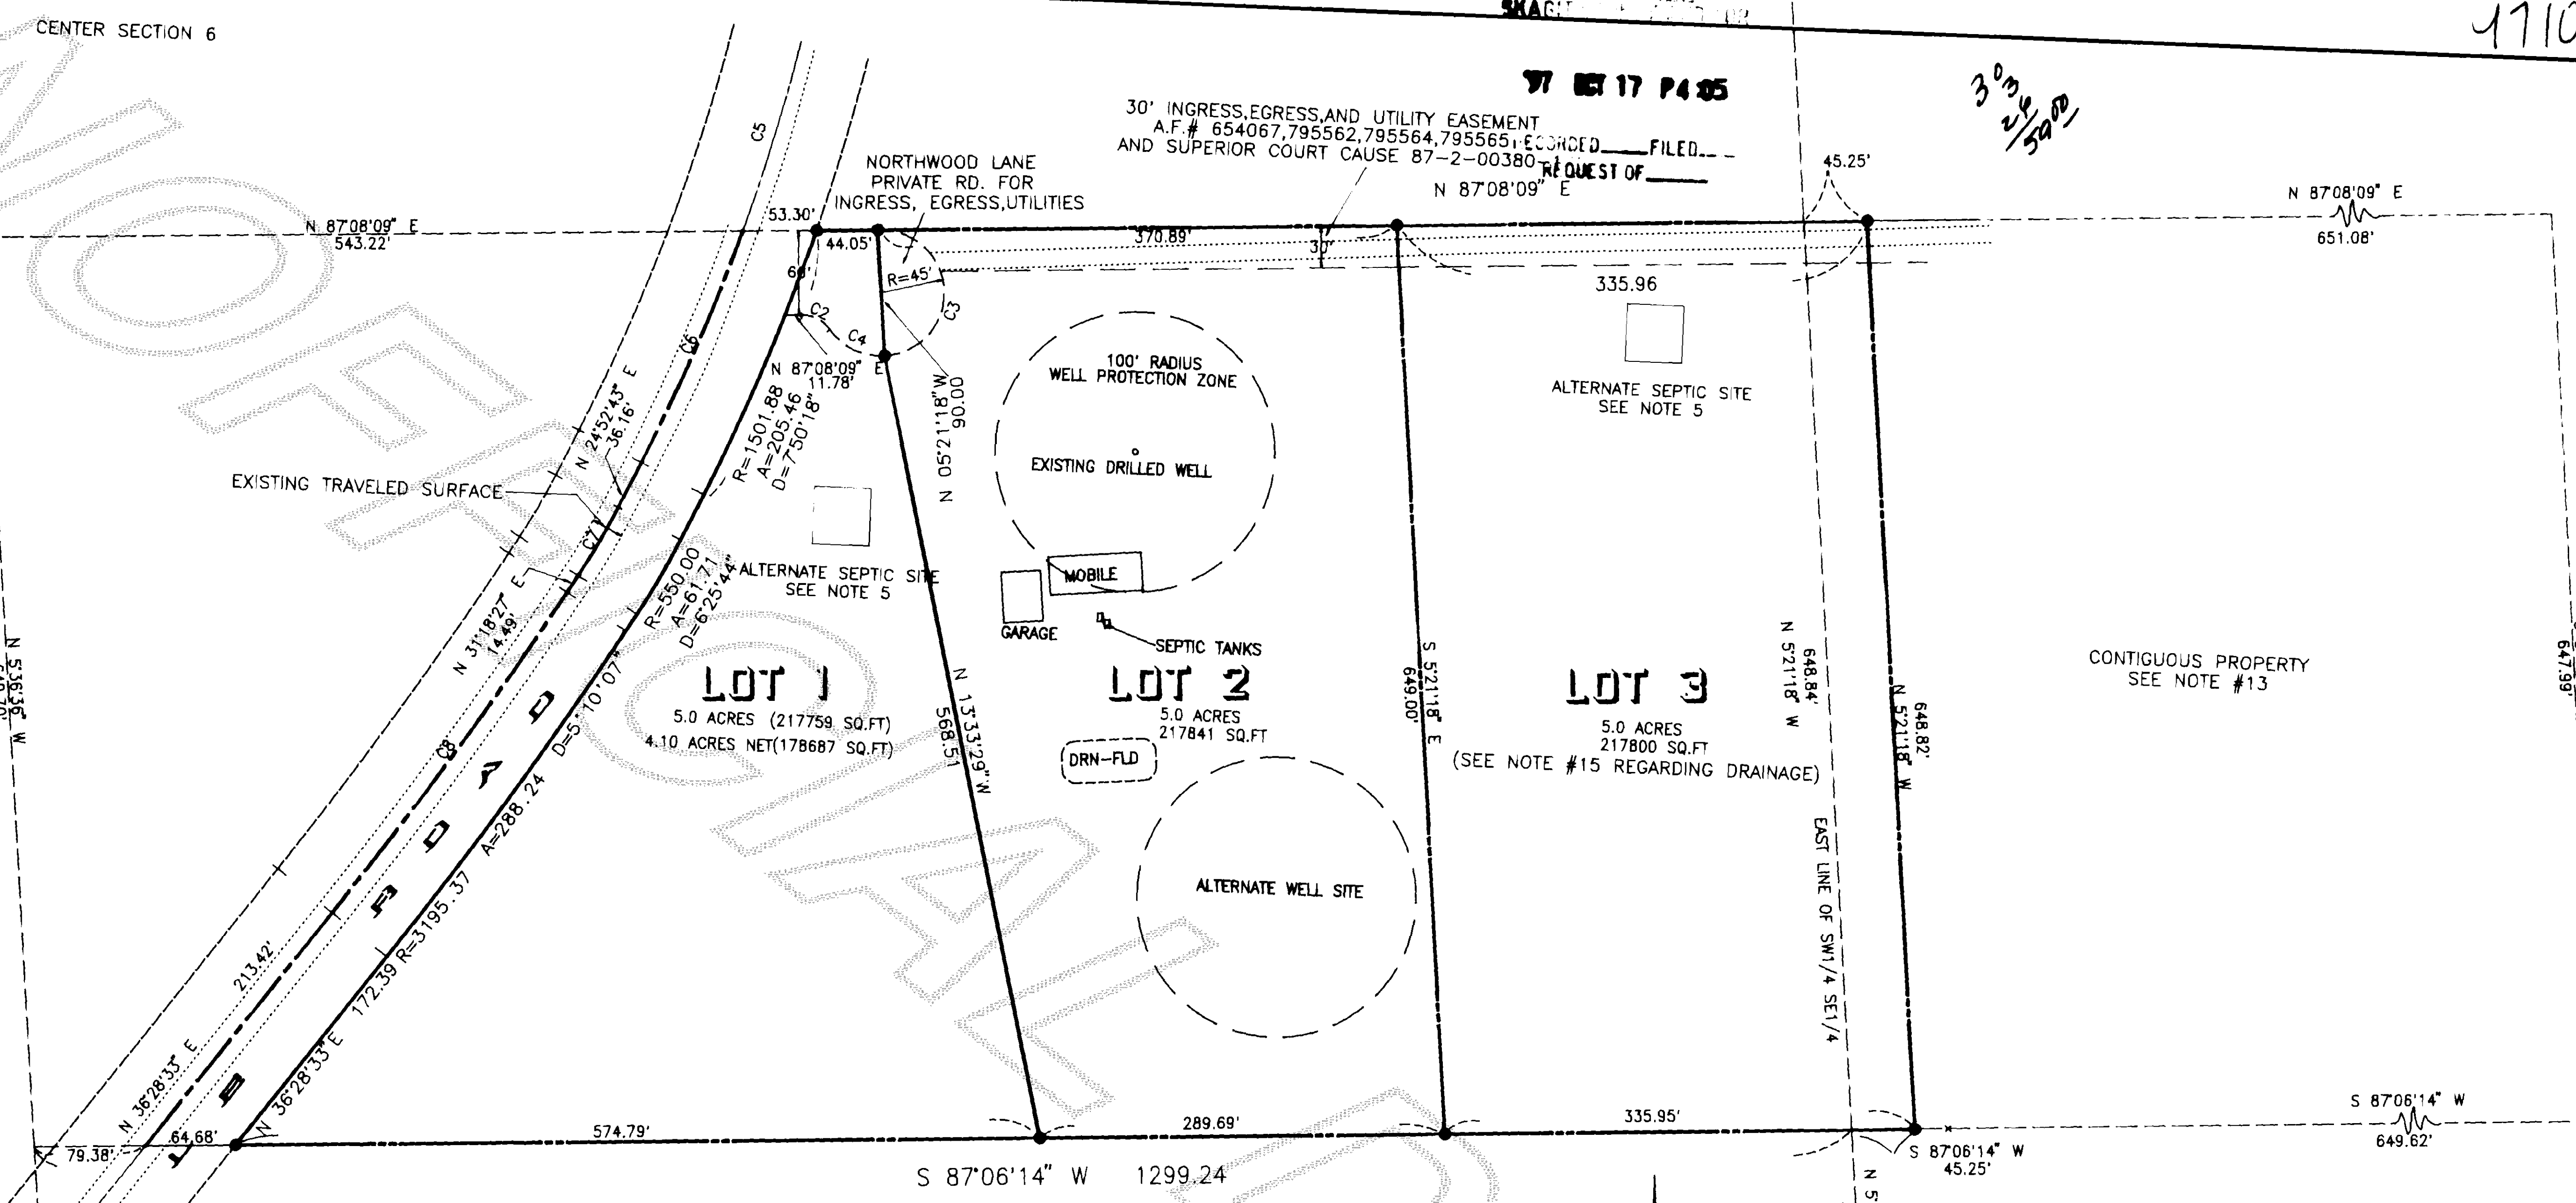 CENTER SECTION 6
'97 OCT 17 P4:05
30' INGRESS,EGRESS,AND UTILITY EASEMENT
A.F.# 654067,795562,795564,795565
AND SUPERIOR COURT CAUSE 87-2-00380-1
FILED
REQUEST OF
N 87°08'09" E
NORTHWOOD LANE
PRIVATE RD. FOR
INGRESS, EGRESS,UTILITIES
45.25'
N 87°08'09" E
651.08'
N 87°08'09" E
543.22'
53.30'
44.05'
370.89'
30'
335.96
C5
60'
R=45'
C2
C3
C4
C6
N 87°08'09" E
11.78'
100' RADIUS
WELL PROTECTION ZONE
EXISTING DRILLED WELL
ALTERNATE SEPTIC SITE
SEE NOTE 5
N 05°21'18"W
90.00
R=1501.88
A=205.46
D=7°50'18"
N 24°52'43" E
36.16'
EXISTING TRAVELED SURFACE
C7
ALTERNATE SEPTIC SITE
SEE NOTE 5
R=550.00
A=61.71
D=6°25'44"
N 31°18'27" E
14.49'
MOBILE
GARAGE
SEPTIC TANKS
N 5°36'36" W
LOT 1
5.0 ACRES (217759 SQ.FT)
4.10 ACRES NET(178687 SQ.FT)
LOT 2
5.0 ACRES
217841 SQ.FT
DRN-FLD
LOT 3
5.0 ACRES
217800 SQ.FT
(SEE NOTE #15 REGARDING DRAINAGE)
N 13°33'29"W
568.51
S 5°21'18" E
649.00'
648.84'
N 5°21'18" W
648.82'
N 5°21'18" W
CONTIGUOUS PROPERTY
SEE NOTE #13
647.99'
EAST LINE OF SW1/4 SE1/4
ALTERNATE WELL SITE
C8
ROAD
N 36°28'33"E 172.39 R=3195.37 A=288.24 D=5°10'07"
213.42'
N 36°28'33" E
79.38'
64.68'
574.79'
289.69'
335.95'
S 87°06'14" W 1299.24
S 87°06'14" W
45.25'
S 87°06'14" W
649.62'
N 5°
UNOFFICIAL